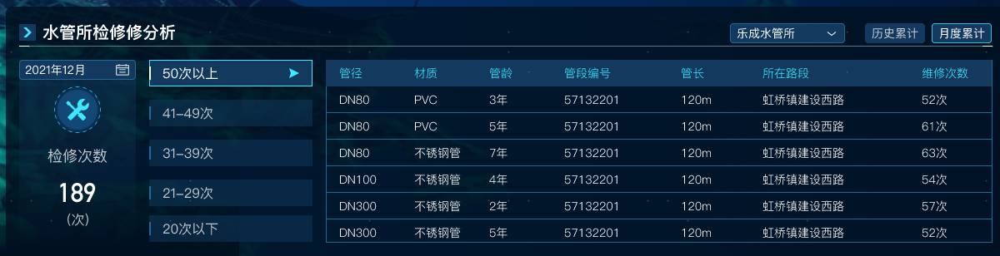 水管所检修修分析
乐成水管所
历史累计
月度累计
2021年12月
检修次数
189
(次)
50次以上
41-49次
31-39次
21-29次
20次以下
管径 材质 管龄 管段编号 管长 所在路段 维修次数
DN80 PVC 3年 57132201 120m 虹桥镇建设西路 52次
DN80 PVC 5年 57132201 120m 虹桥镇建设西路 61次
DN80 不锈钢管 7年 57132201 120m 虹桥镇建设西路 63次
DN100 不锈钢管 4年 57132201 120m 虹桥镇建设西路 54次
DN300 不锈钢管 2年 57132201 120m 虹桥镇建设西路 57次
DN300 不锈钢管 5年 57132201 120m 虹桥镇建设西路 52次